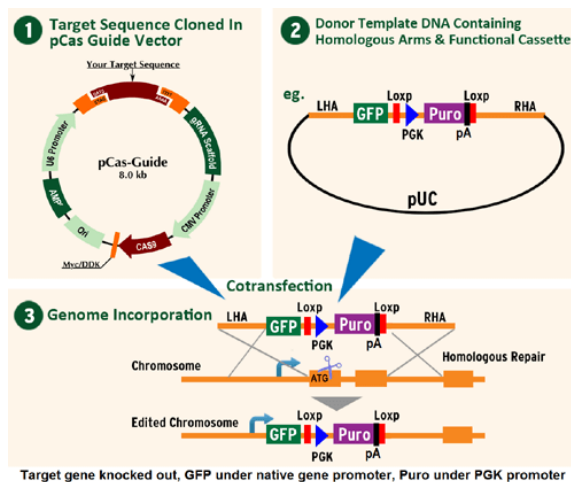 1 Target Sequence Cloned In
pCas Guide Vector
Your Target Sequence
U6 Promoter
gRNA Scaffold
pCas-Guide
8.0 kb
AMP
CMV Promoter
Ori
CAS9
Myc/DDK
2 Donor Template DNA Containing
Homologous Arms & Functional Cassette
eg.
Loxp Loxp
LHA GFP Puro RHA
PGK pA
pUC
Cotransfection
3 Genome Incorporation
Loxp Loxp
LHA GFP Puro RHA
PGK pA
Homologous Repair
Chromosome
ATG
Loxp Loxp
Edited Chromosome
GFP Puro
PGK pA
Target gene knocked out, GFP under native gene promoter, Puro under PGK promoter